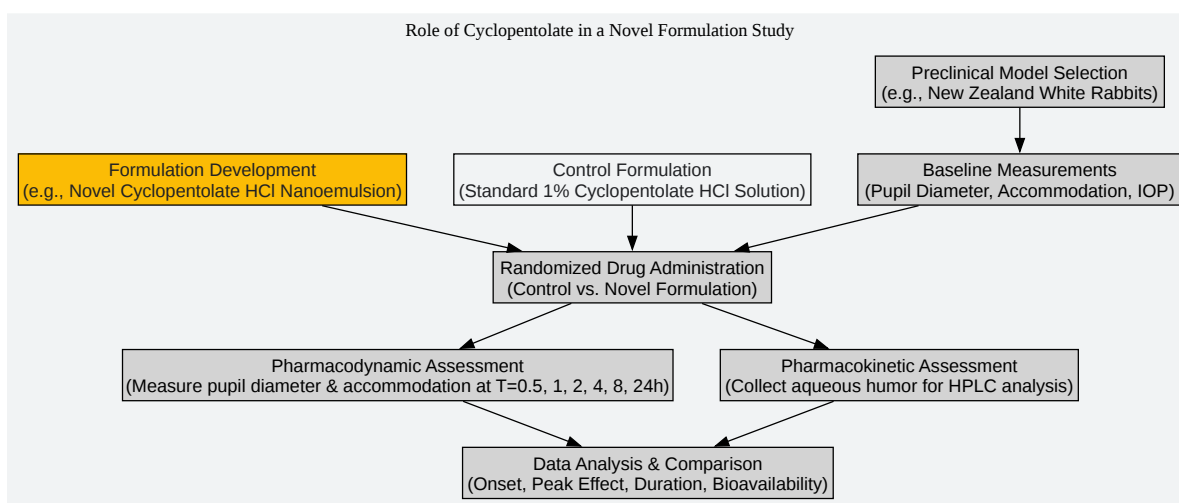 Role of Cyclopentolate in a Novel Formulation Study
Preclinical Model Selection
(e.g., New Zealand White Rabbits)
Formulation Development
(e.g., Novel Cyclopentolate HCl Nanoemulsion)
Control Formulation
(Standard 1% Cyclopentolate HCl Solution)
Baseline Measurements
(Pupil Diameter, Accommodation, IOP)
Randomized Drug Administration
(Control vs. Novel Formulation)
Pharmacodynamic Assessment
(Measure pupil diameter & accommodation at T=0.5, 1, 2, 4, 8, 24h)
Pharmacokinetic Assessment
(Collect aqueous humor for HPLC analysis)
Data Analysis & Comparison
(Onset, Peak Effect, Duration, Bioavailability)